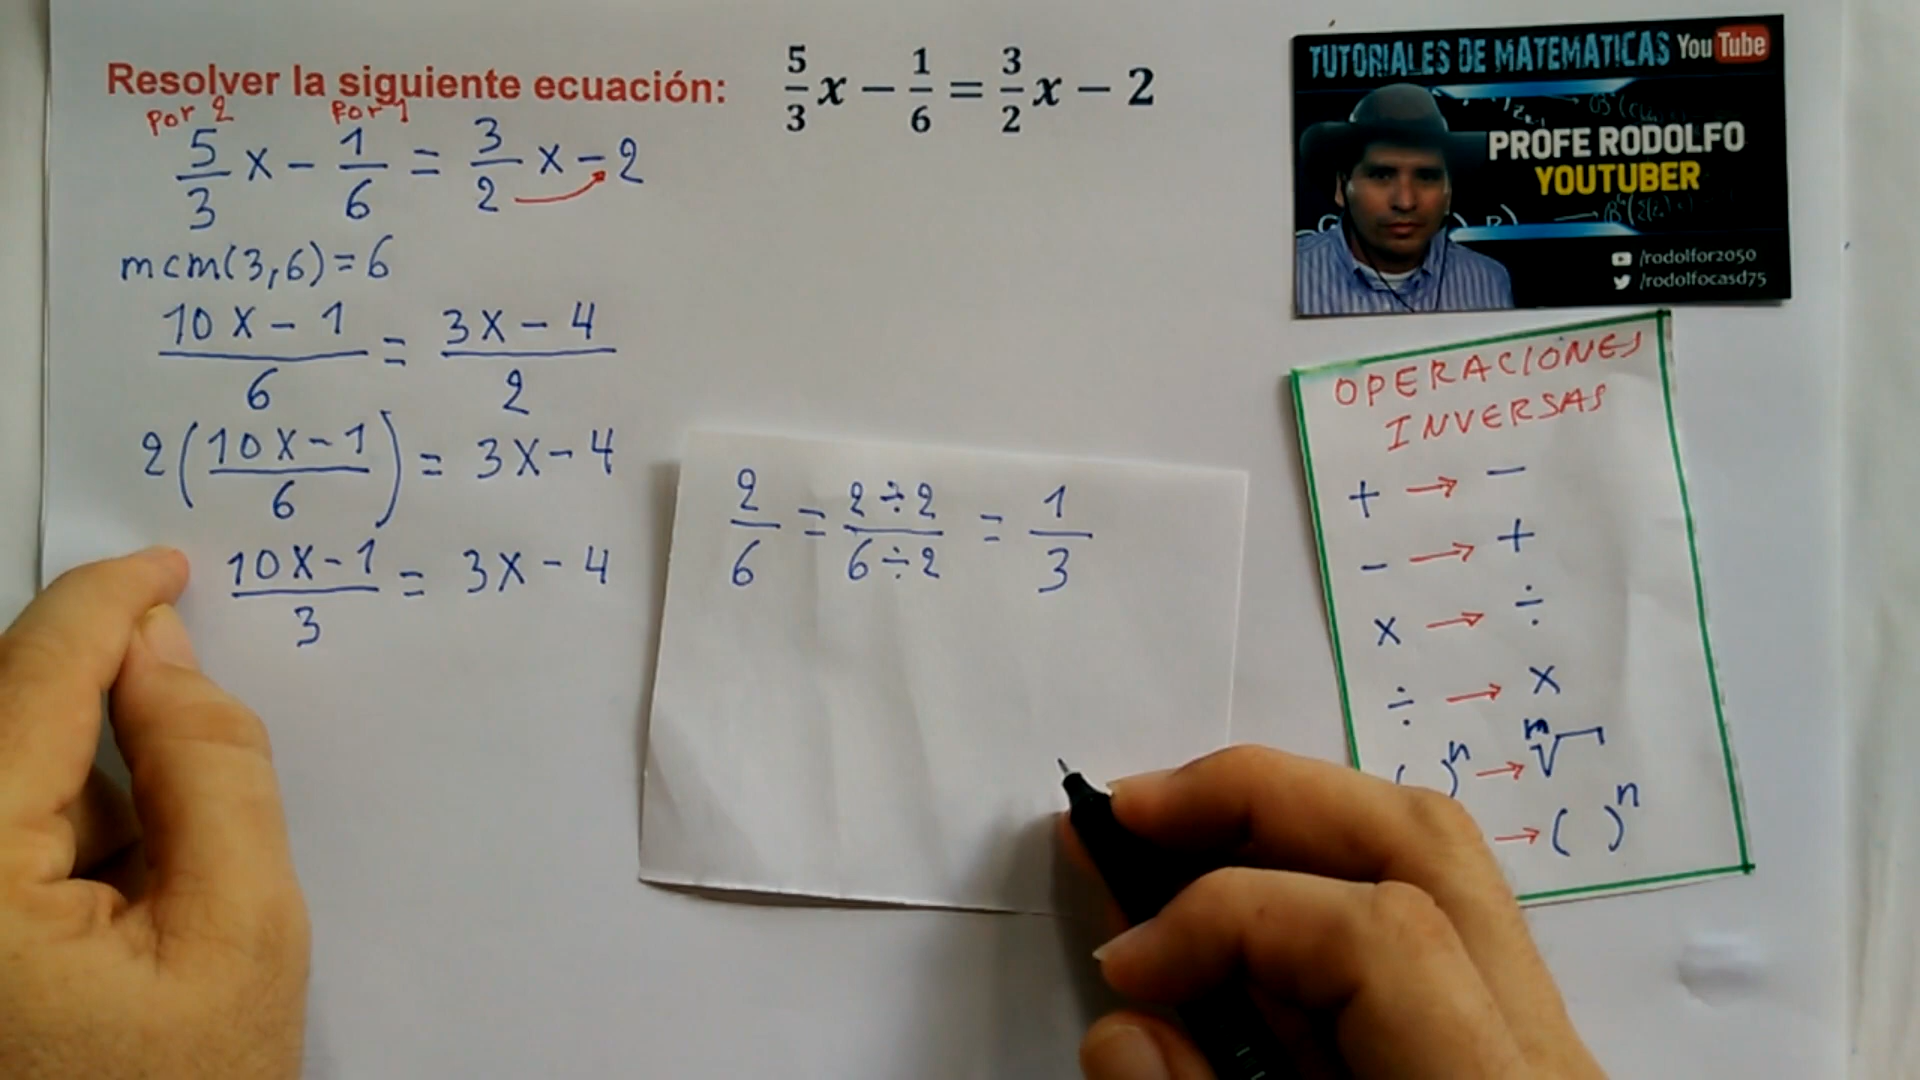 Resolver la siguiente ecuación: 5/3 x − 1/6 = 3/2 x − 2
por 2 por 1
5/3 x − 1/6 = 3/2 x − 2
mcm(3,6)=6
(10x − 1)/6 = (3x − 4)/2
2((10x − 1)/6) = 3x − 4
(10x − 1)/3 = 3x − 4
2/6 = (2÷2)/(6÷2) = 1/3
TUTORIALES DE MATEMATICAS YouTube
PROFE RODOLFO
YOUTUBER
/rodolfor2050
/rodolfocasd75
OPERACIONES
INVERSAS
+ → −
− → +
x → ÷
÷ → x
( )^n → m√
→ ( )^n